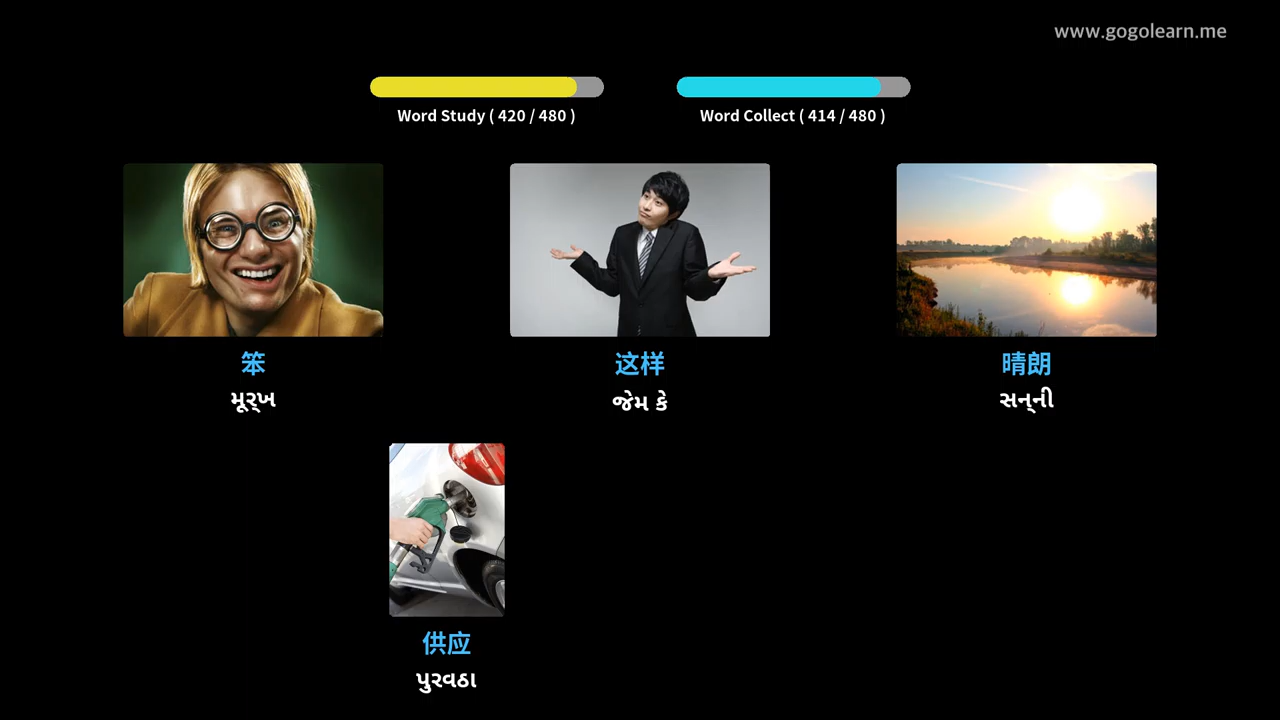 www.gogolearn.me
Word Study ( 420 / 480 )
Word Collect ( 414 / 480 )
笨
મૂર્ખ
这样
જેમ કે
晴朗
સન્ની
供应
પુરવઠા